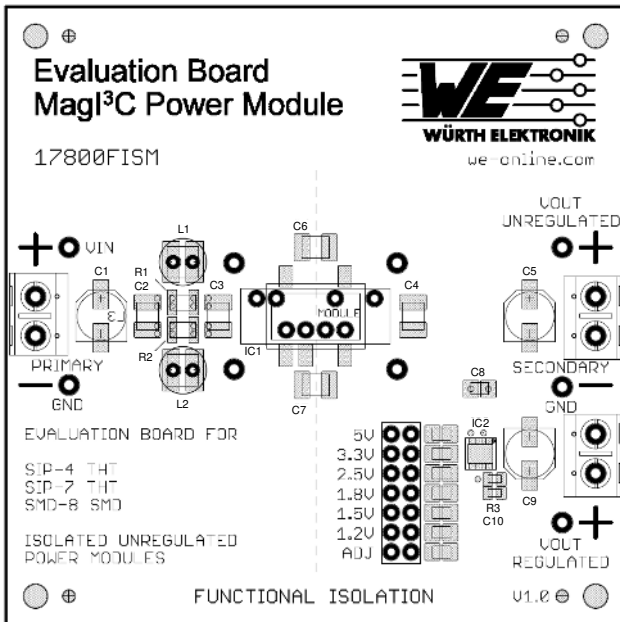 Evaluation Board
MagI³C Power Module
WE
WÜRTH ELEKTRONIK
17800FISM
we-online.com
VOUT
UNREGULATED
C6
L1
VIN
C1
R1
C2
C3
C4
C5
MODULE
IC1
R2
PRIMARY
SECONDARY
L2
C7
C8
GND
GND
EVALUATION BOARD FOR
SIP-4 THT
SIP-7 THT
SMD-8 SMD
ISOLATED UNREGULATED
POWER MODULES
5V
3.3V
2.5V
1.8V
1.5V
1.2V
ADJ
IC2
R3
C10
C9
VOUT
REGULATED
FUNCTIONAL ISOLATION
V1.0